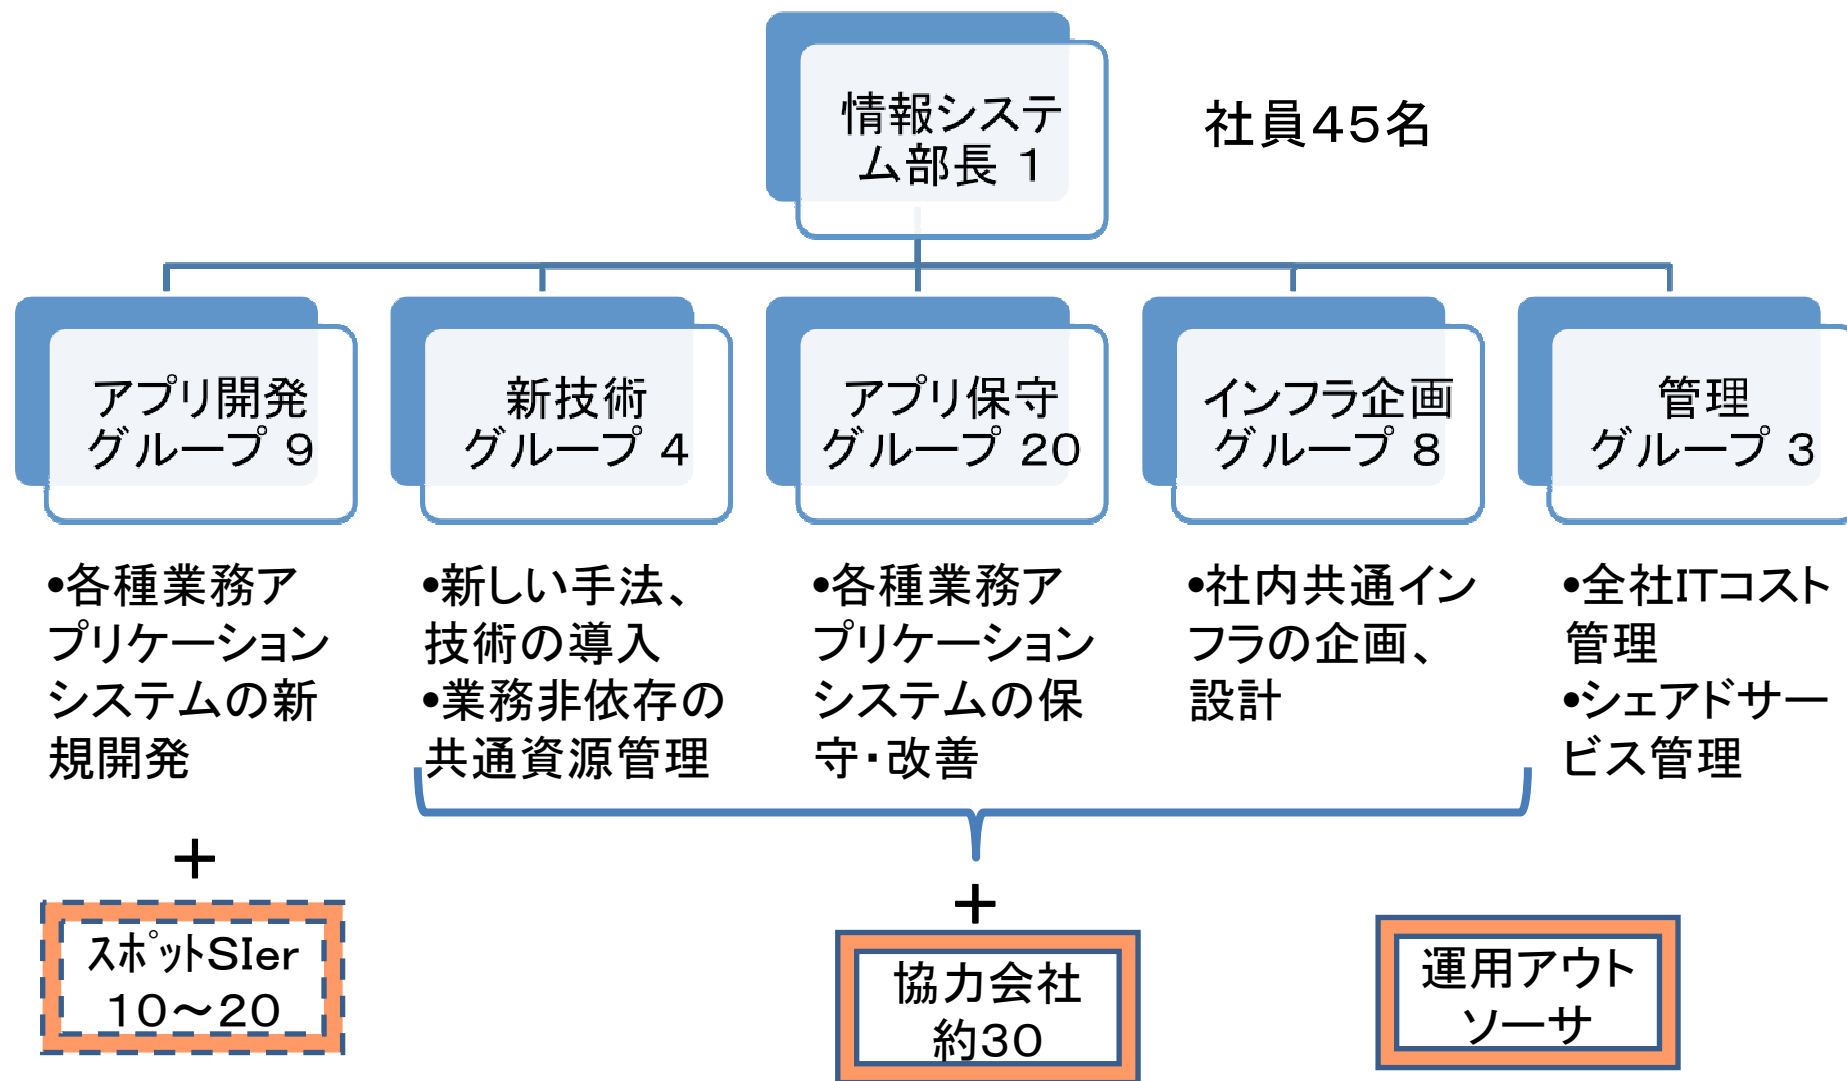 情報システ
ム部長 1
社員45名
アプリ開発
グループ 9
新技術
グループ 4
アプリ保守
グループ 20
インフラ企画
グループ 8
管理
グループ 3
•各種業務ア
プリケーション
システムの新
規開発
•新しい手法、
技術の導入
•業務非依存の
共通資源管理
•各種業務ア
プリケーション
システムの保
守・改善
•社内共通イン
フラの企画、
設計
•全社ITコスト
管理
•シェアドサー
ビス管理
+
スポットSIer
10～20
+
協力会社
約30
運用アウト
ソーサ